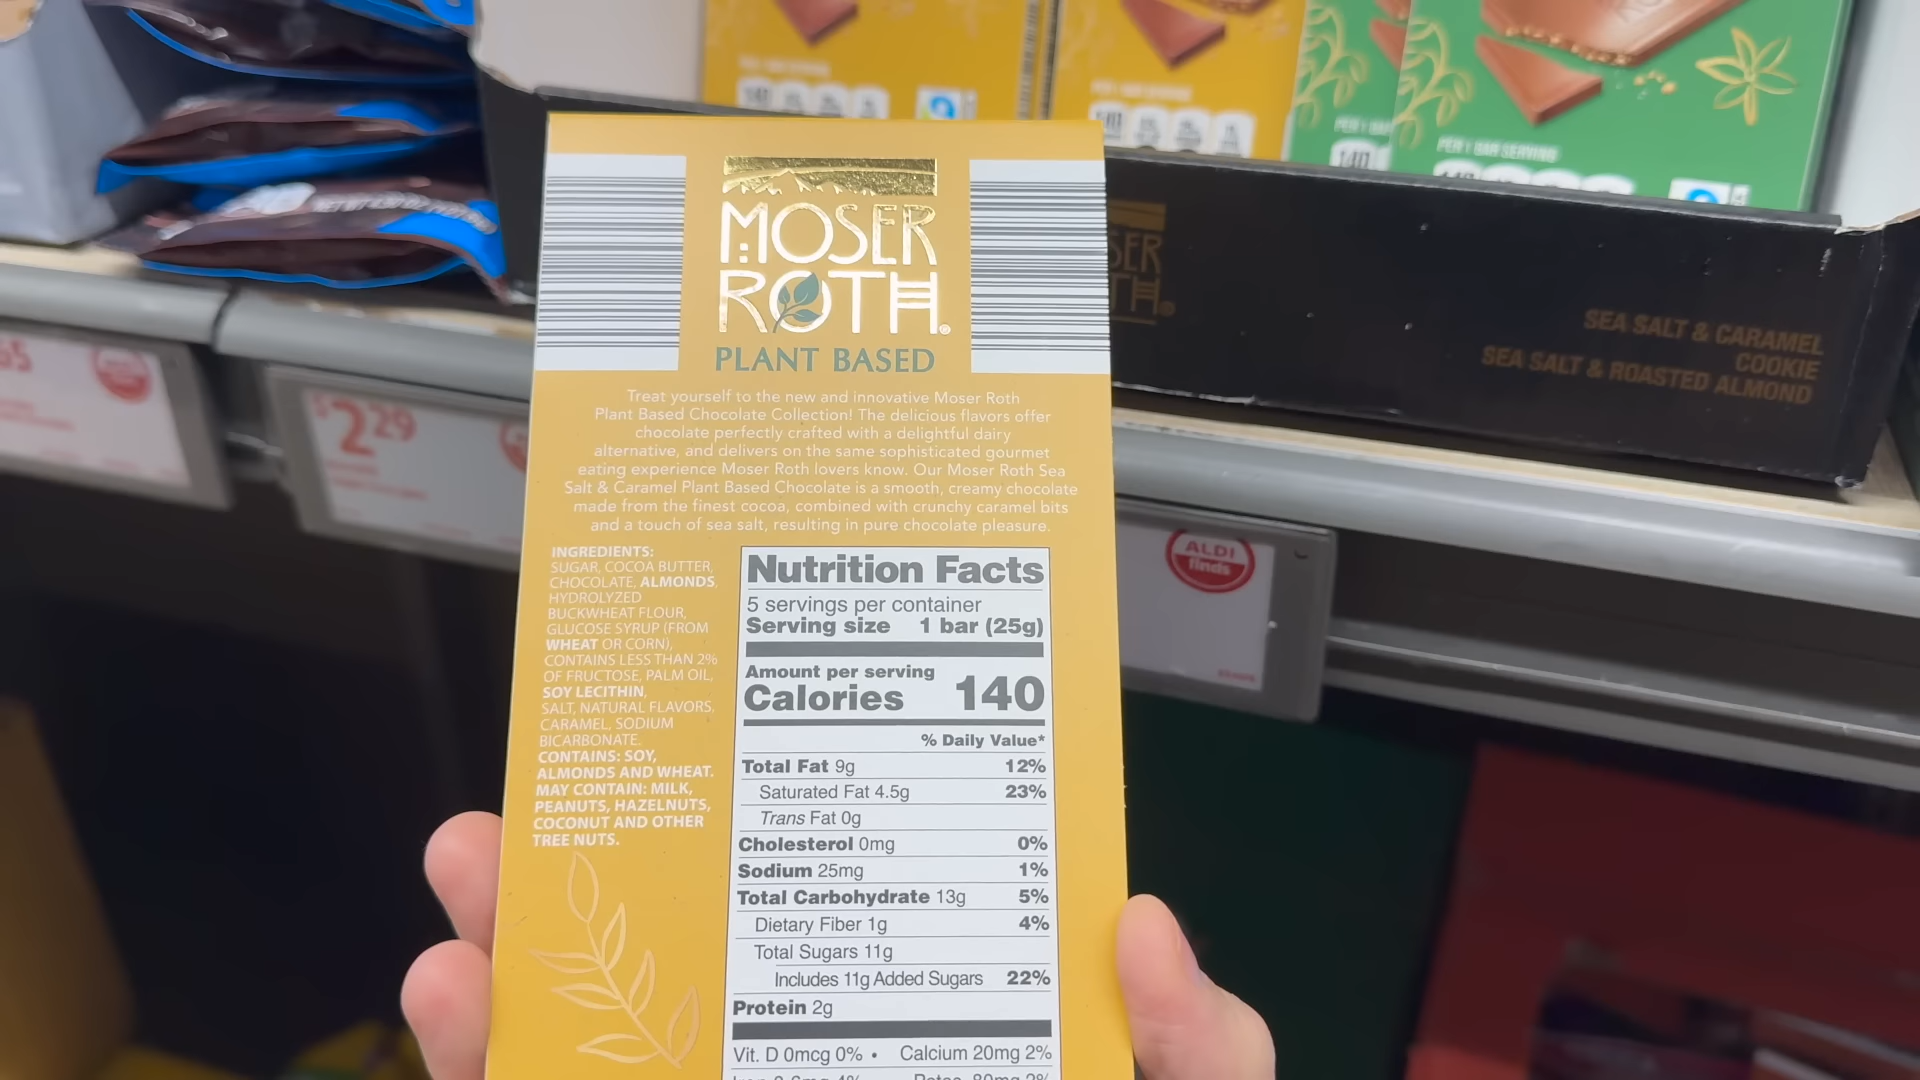 MOSER
ROTH®
PLANT BASED
Treat yourself to the new and innovative Moser Roth
Plant Based Chocolate Collection! The delicious flavors offer
chocolate perfectly crafted with a delightful dairy
alternative, and delivers on the same sophisticated gourmet
eating experience Moser Roth lovers know. Our Moser Roth Sea
Salt & Caramel Plant Based Chocolate is a smooth, creamy chocolate
made from the finest cocoa, combined with crunchy caramel bits
and a touch of sea salt, resulting in pure chocolate pleasure.
INGREDIENTS:
SUGAR, COCOA BUTTER,
CHOCOLATE, ALMONDS,
HYDROLYZED
BUCKWHEAT FLOUR,
GLUCOSE SYRUP (FROM
WHEAT OR CORN),
CONTAINS LESS THAN 2%
OF FRUCTOSE, PALM OIL,
SOY LECITHIN,
SALT, NATURAL FLAVORS,
CARAMEL, SODIUM
BICARBONATE.
CONTAINS: SOY,
ALMONDS AND WHEAT.
MAY CONTAIN: MILK,
PEANUTS, HAZELNUTS,
COCONUT AND OTHER
TREE NUTS.
Nutrition Facts
5 servings per container
Serving size 1 bar (25g)
Amount per serving
Calories 140
% Daily Value*
Total Fat 9g 12%
Saturated Fat 4.5g 23%
Trans Fat 0g
Cholesterol 0mg 0%
Sodium 25mg 1%
Total Carbohydrate 13g 5%
Dietary Fiber 1g 4%
Total Sugars 11g
Includes 11g Added Sugars 22%
Protein 2g
Vit. D 0mcg 0% • Calcium 20mg 2%
PER 1 BAR SERVING
140
SER
TH®
SEA SALT & CARAMEL
COOKIE
SEA SALT & ROASTED ALMOND
$2 29
ALDI
finds